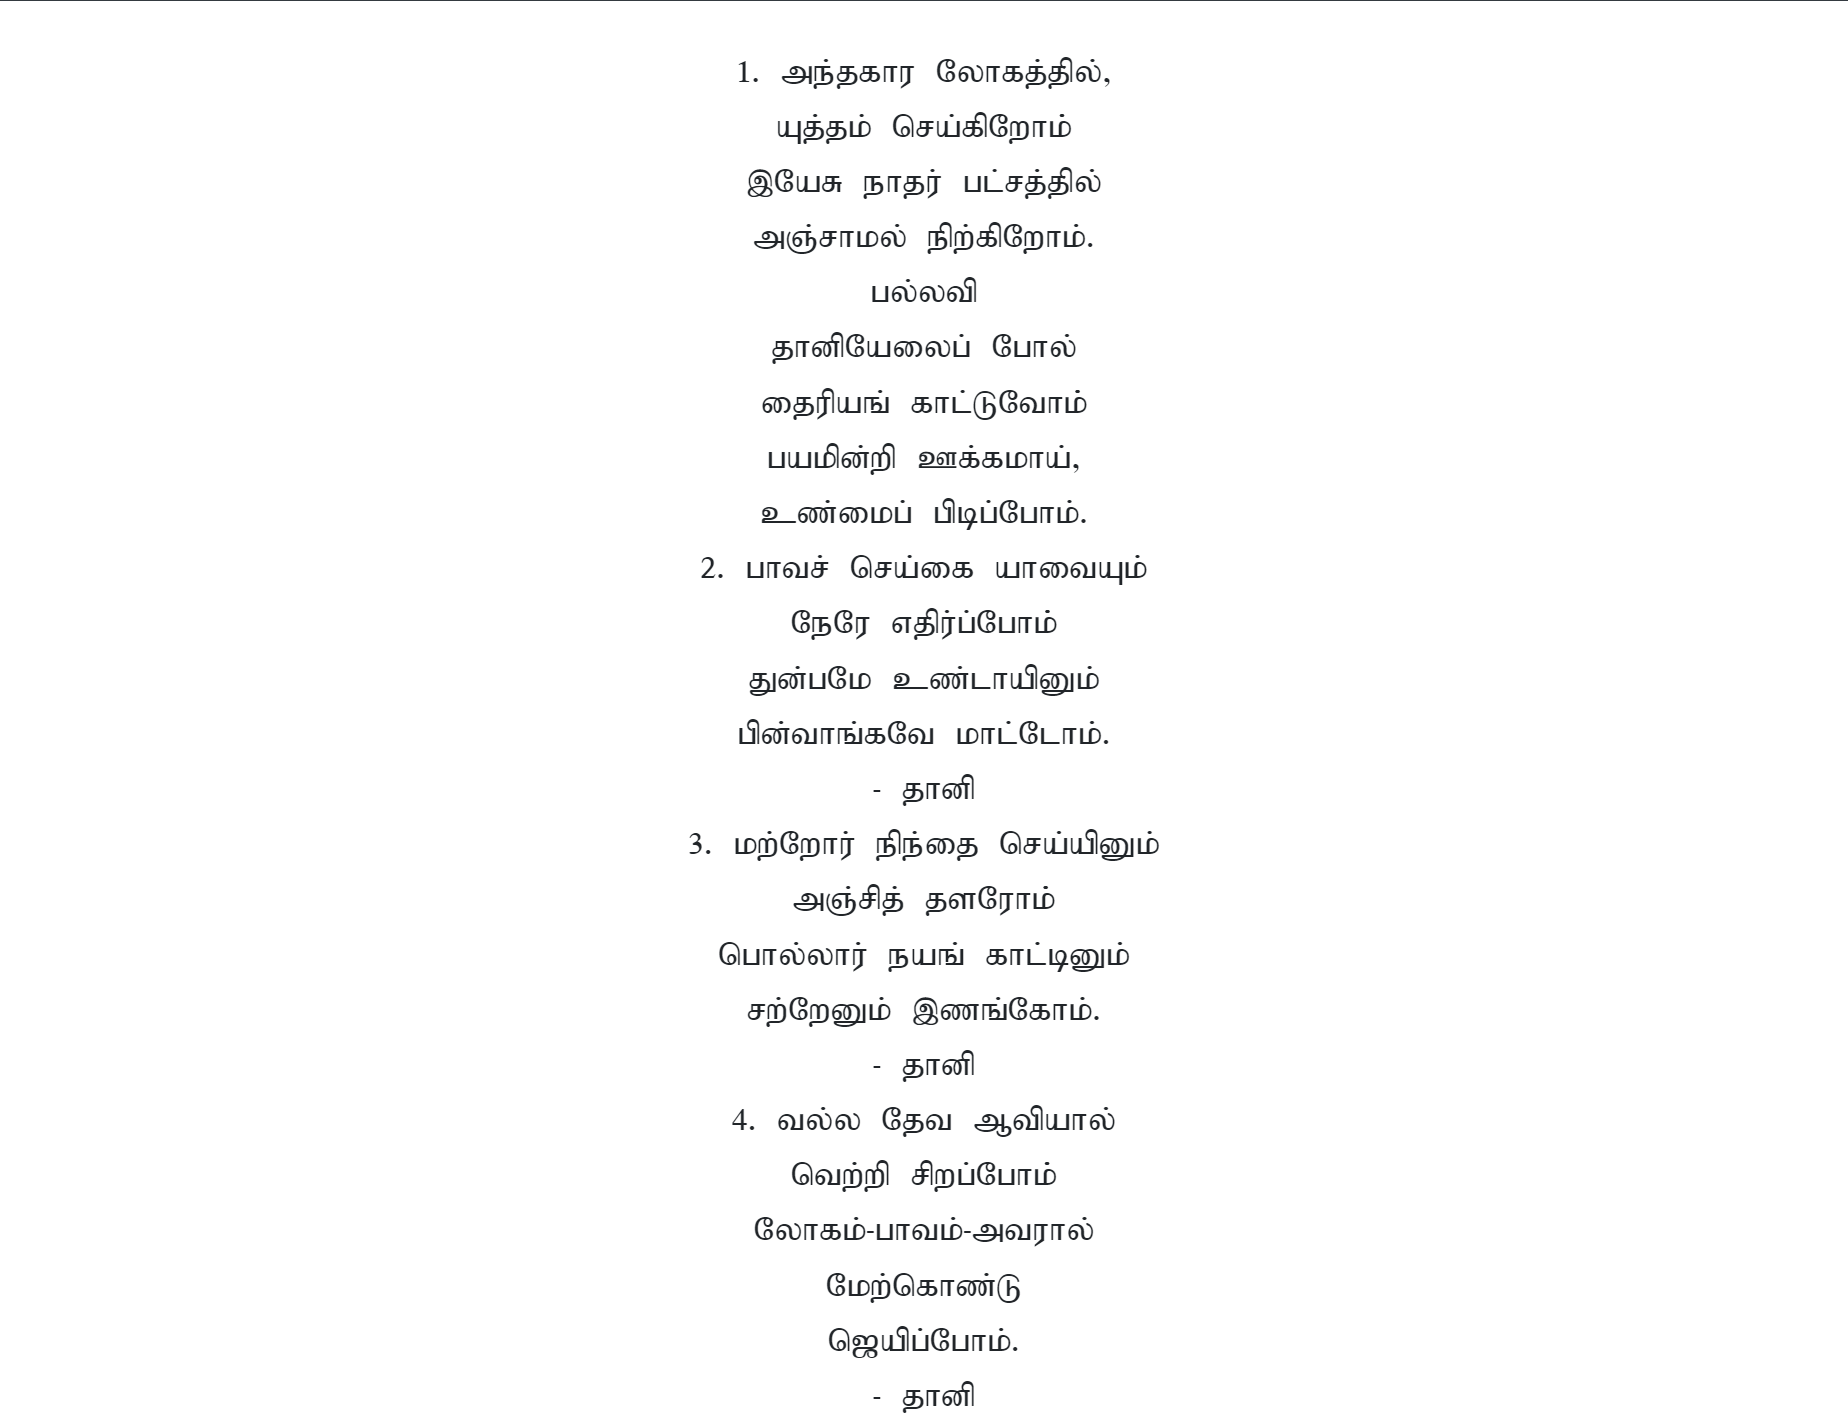 1. அந்தகார லோகத்தில்,
யுத்தம் செய்கிறோம்
இயேசு நாதர் பட்சத்தில்
அஞ்சாமல் நிற்கிறோம்.
பல்லவி
தானியேலைப் போல்
தைரியங் காட்டுவோம்
பயமின்றி ஊக்கமாய்,
உண்மைப் பிடிப்போம்.
2. பாவச் செய்கை யாவையும்
நேரே எதிர்ப்போம்
துன்பமே உண்டாயினும்
பின்வாங்கவே மாட்டோம்.
- தானி
3. மற்றோர் நிந்தை செய்யினும்
அஞ்சித் தளரோம்
பொல்லார் நயங் காட்டினும்
சற்றேனும் இணங்கோம்.
- தானி
4. வல்ல தேவ ஆவியால்
வெற்றி சிறப்போம்
லோகம்-பாவம்-அவரால்
மேற்கொண்டு
ஜெயிப்போம்.
- தானி